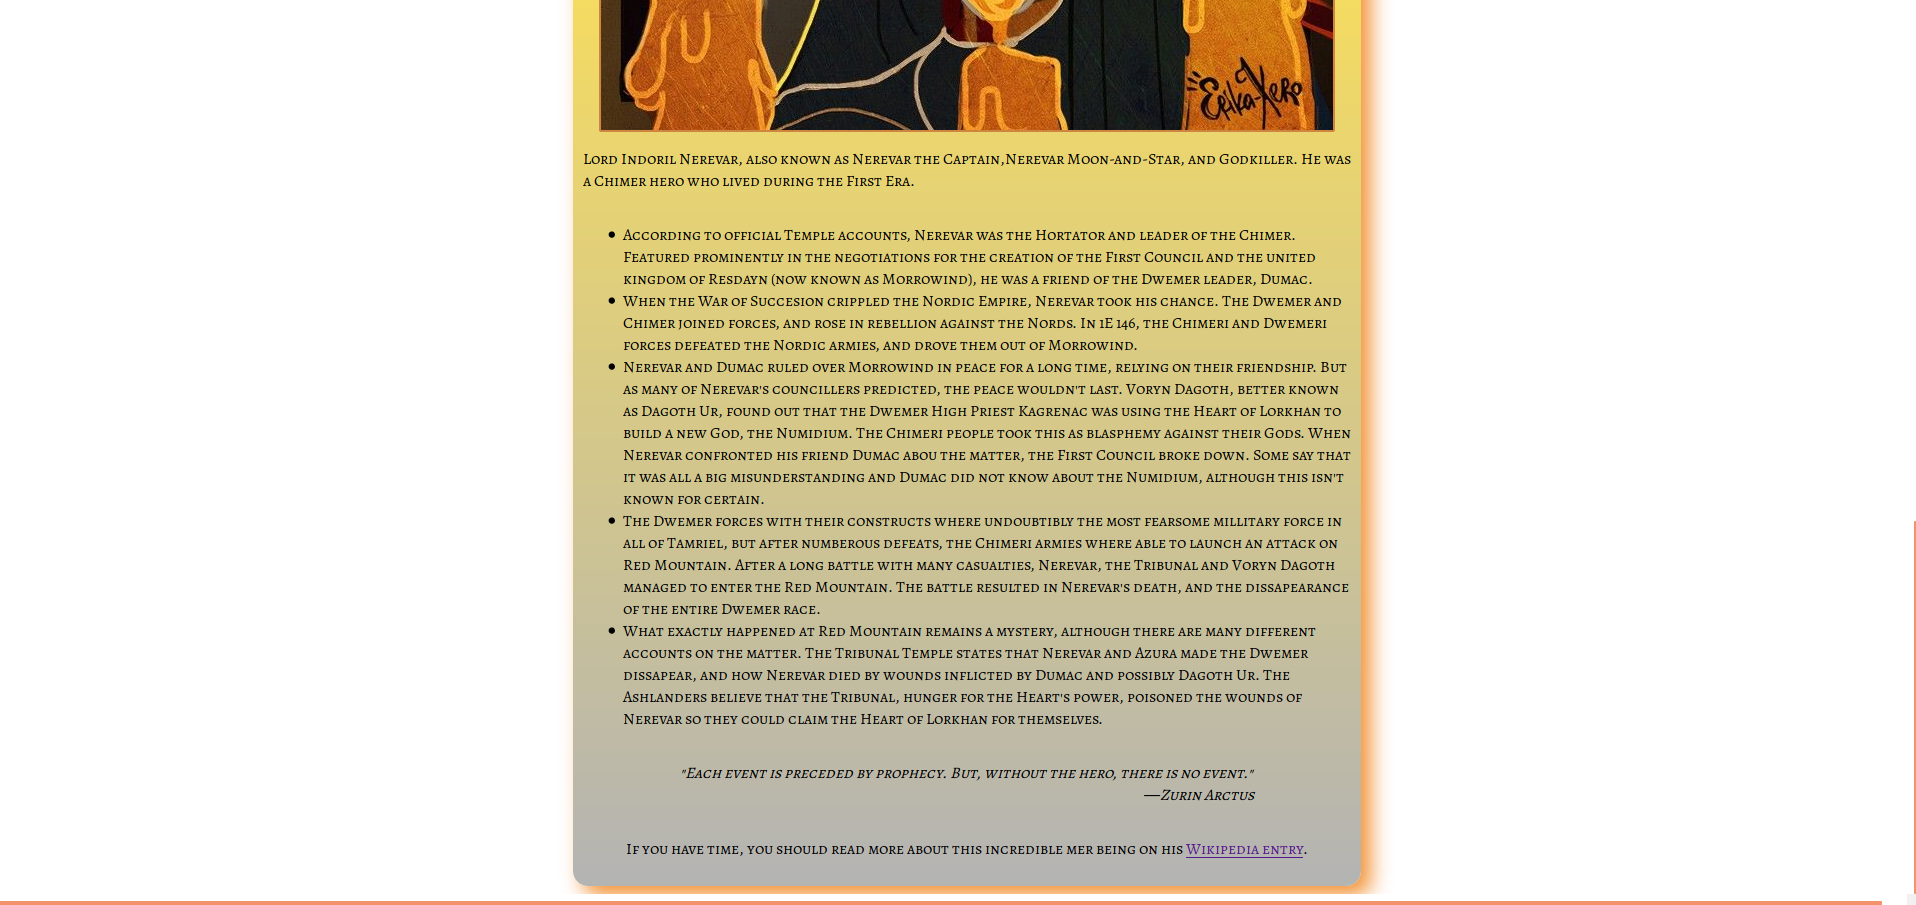 Erika-Xero
Lord Indoril Nerevar, also known as Nerevar the Captain,Nerevar Moon-and-Star, and Godkiller. He was
a Chimer hero who lived during the First Era.
• According to official Temple accounts, Nerevar was the Hortator and leader of the Chimer.
Featured prominently in the negotiations for the creation of the First Council and the united
kingdom of Resdayn (now known as Morrowind), he was a friend of the Dwemer leader, Dumac.
• When the War of Succesion crippled the Nordic Empire, Nerevar took his chance. The Dwemer and
Chimer joined forces, and rose in rebellion against the Nords. In 1E 146, the Chimeri and Dwemeri
forces defeated the Nordic armies, and drove them out of Morrowind.
• Nerevar and Dumac ruled over Morrowind in peace for a long time, relying on their friendship. But
as many of Nerevar's councillers predicted, the peace wouldn't last. Voryn Dagoth, better known
as Dagoth Ur, found out that the Dwemer High Priest Kagrenac was using the Heart of Lorkhan to
build a new God, the Numidium. The Chimeri people took this as blasphemy against their Gods. When
Nerevar confronted his friend Dumac abou the matter, the First Council broke down. Some say that
it was all a big misunderstanding and Dumac did not know about the Numidium, although this isn't
known for certain.
• The Dwemer forces with their constructs where undoubtibly the most fearsome millitary force in
all of Tamriel, but after numberous defeats, the Chimeri armies where able to launch an attack on
Red Mountain. After a long battle with many casualties, Nerevar, the Tribunal and Voryn Dagoth
managed to enter the Red Mountain. The battle resulted in Nerevar's death, and the dissapearance
of the entire Dwemer race.
• What exactly happened at Red Mountain remains a mystery, although there are many different
accounts on the matter. The Tribunal Temple states that Nerevar and Azura made the Dwemer
dissapear, and how Nerevar died by wounds inflicted by Dumac and possibly Dagoth Ur. The
Ashlanders believe that the Tribunal, hunger for the Heart's power, poisoned the wounds of
Nerevar so they could claim the Heart of Lorkhan for themselves.
"Each event is preceded by prophecy. But, without the hero, there is no event."
—Zurin Arctus
If you have time, you should read more about this incredible mer being on his Wikipedia entry.